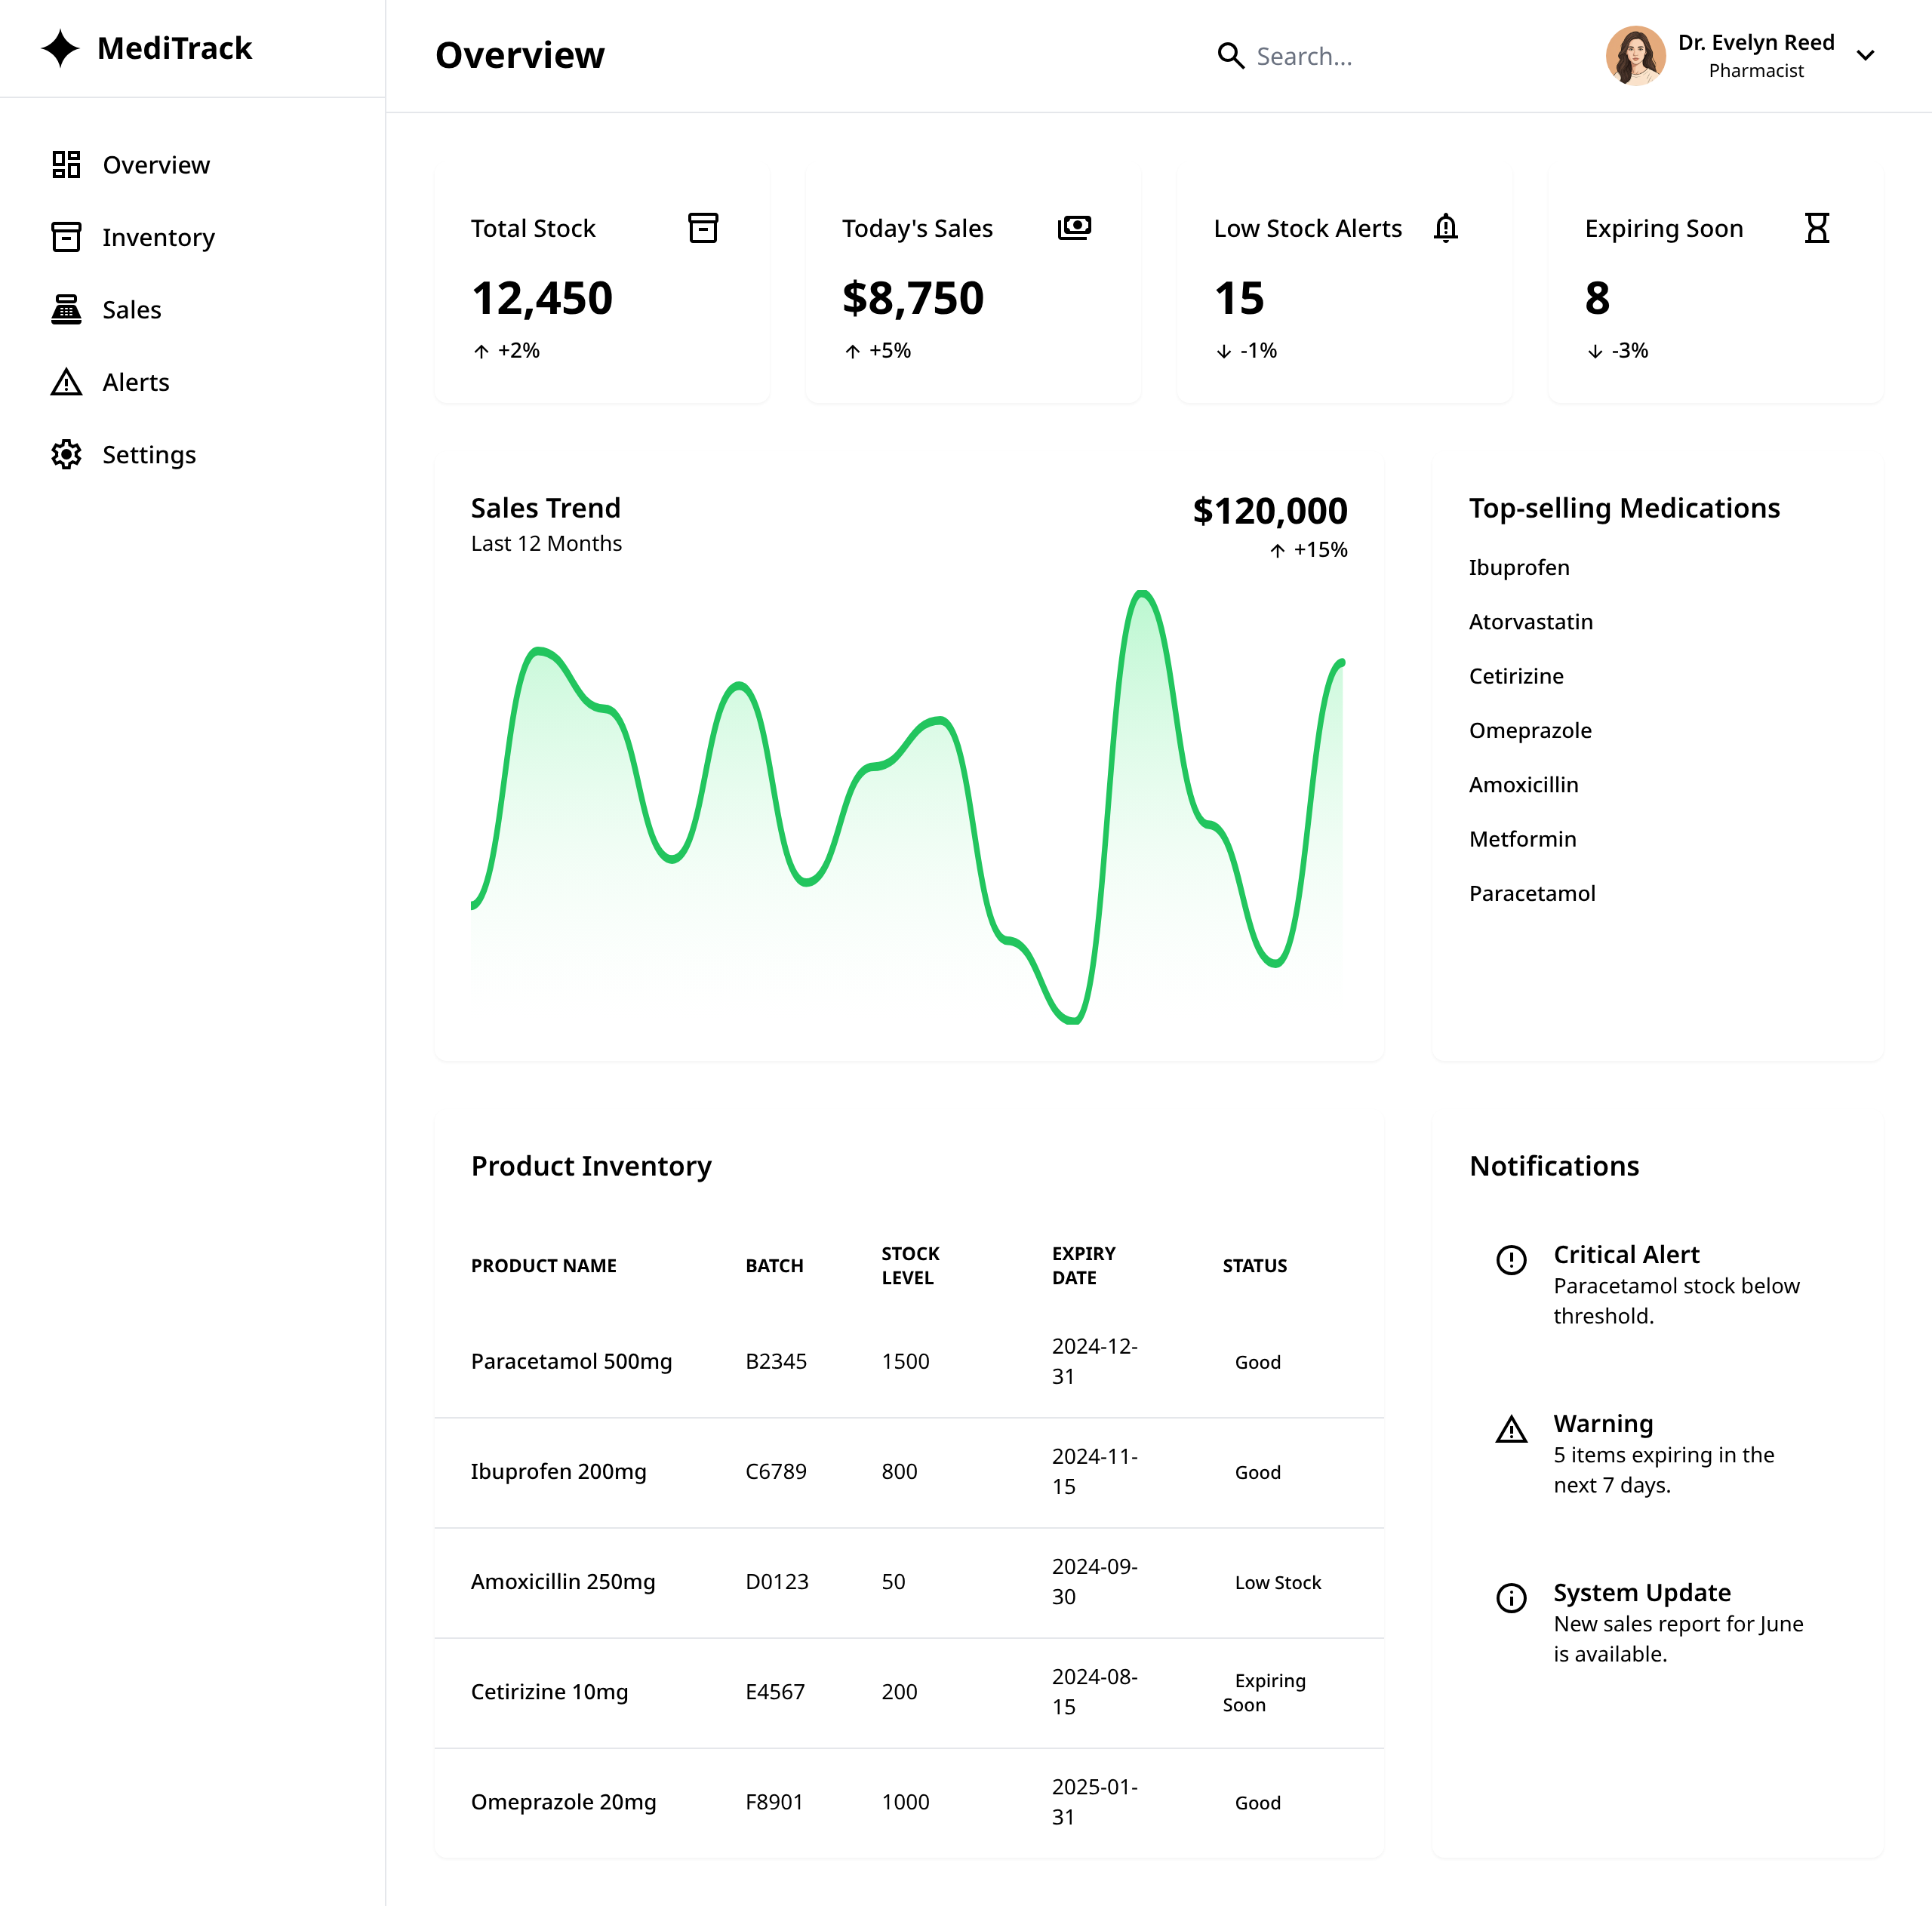 MediTrack
Overview
Search...
Dr. Evelyn Reed
Pharmacist
Overview
Inventory
Sales
Alerts
Settings
Total Stock
12,450
+2%
Today's Sales
$8,750
+5%
Low Stock Alerts
15
-1%
Expiring Soon
8
-3%
Sales Trend
Last 12 Months
$120,000
+15%
Top-selling Medications
Ibuprofen
Atorvastatin
Cetirizine
Omeprazole
Amoxicillin
Metformin
Paracetamol
Product Inventory
PRODUCT NAME
BATCH
STOCK
LEVEL
EXPIRY
DATE
STATUS
Paracetamol 500mg
B2345
1500
2024-12-
31
Good
Ibuprofen 200mg
C6789
800
2024-11-
15
Good
Amoxicillin 250mg
D0123
50
2024-09-
30
Low Stock
Cetirizine 10mg
E4567
200
2024-08-
15
Expiring
Soon
Omeprazole 20mg
F8901
1000
2025-01-
31
Good
Notifications
Critical Alert
Paracetamol stock below
threshold.
Warning
5 items expiring in the
next 7 days.
System Update
New sales report for June
is available.